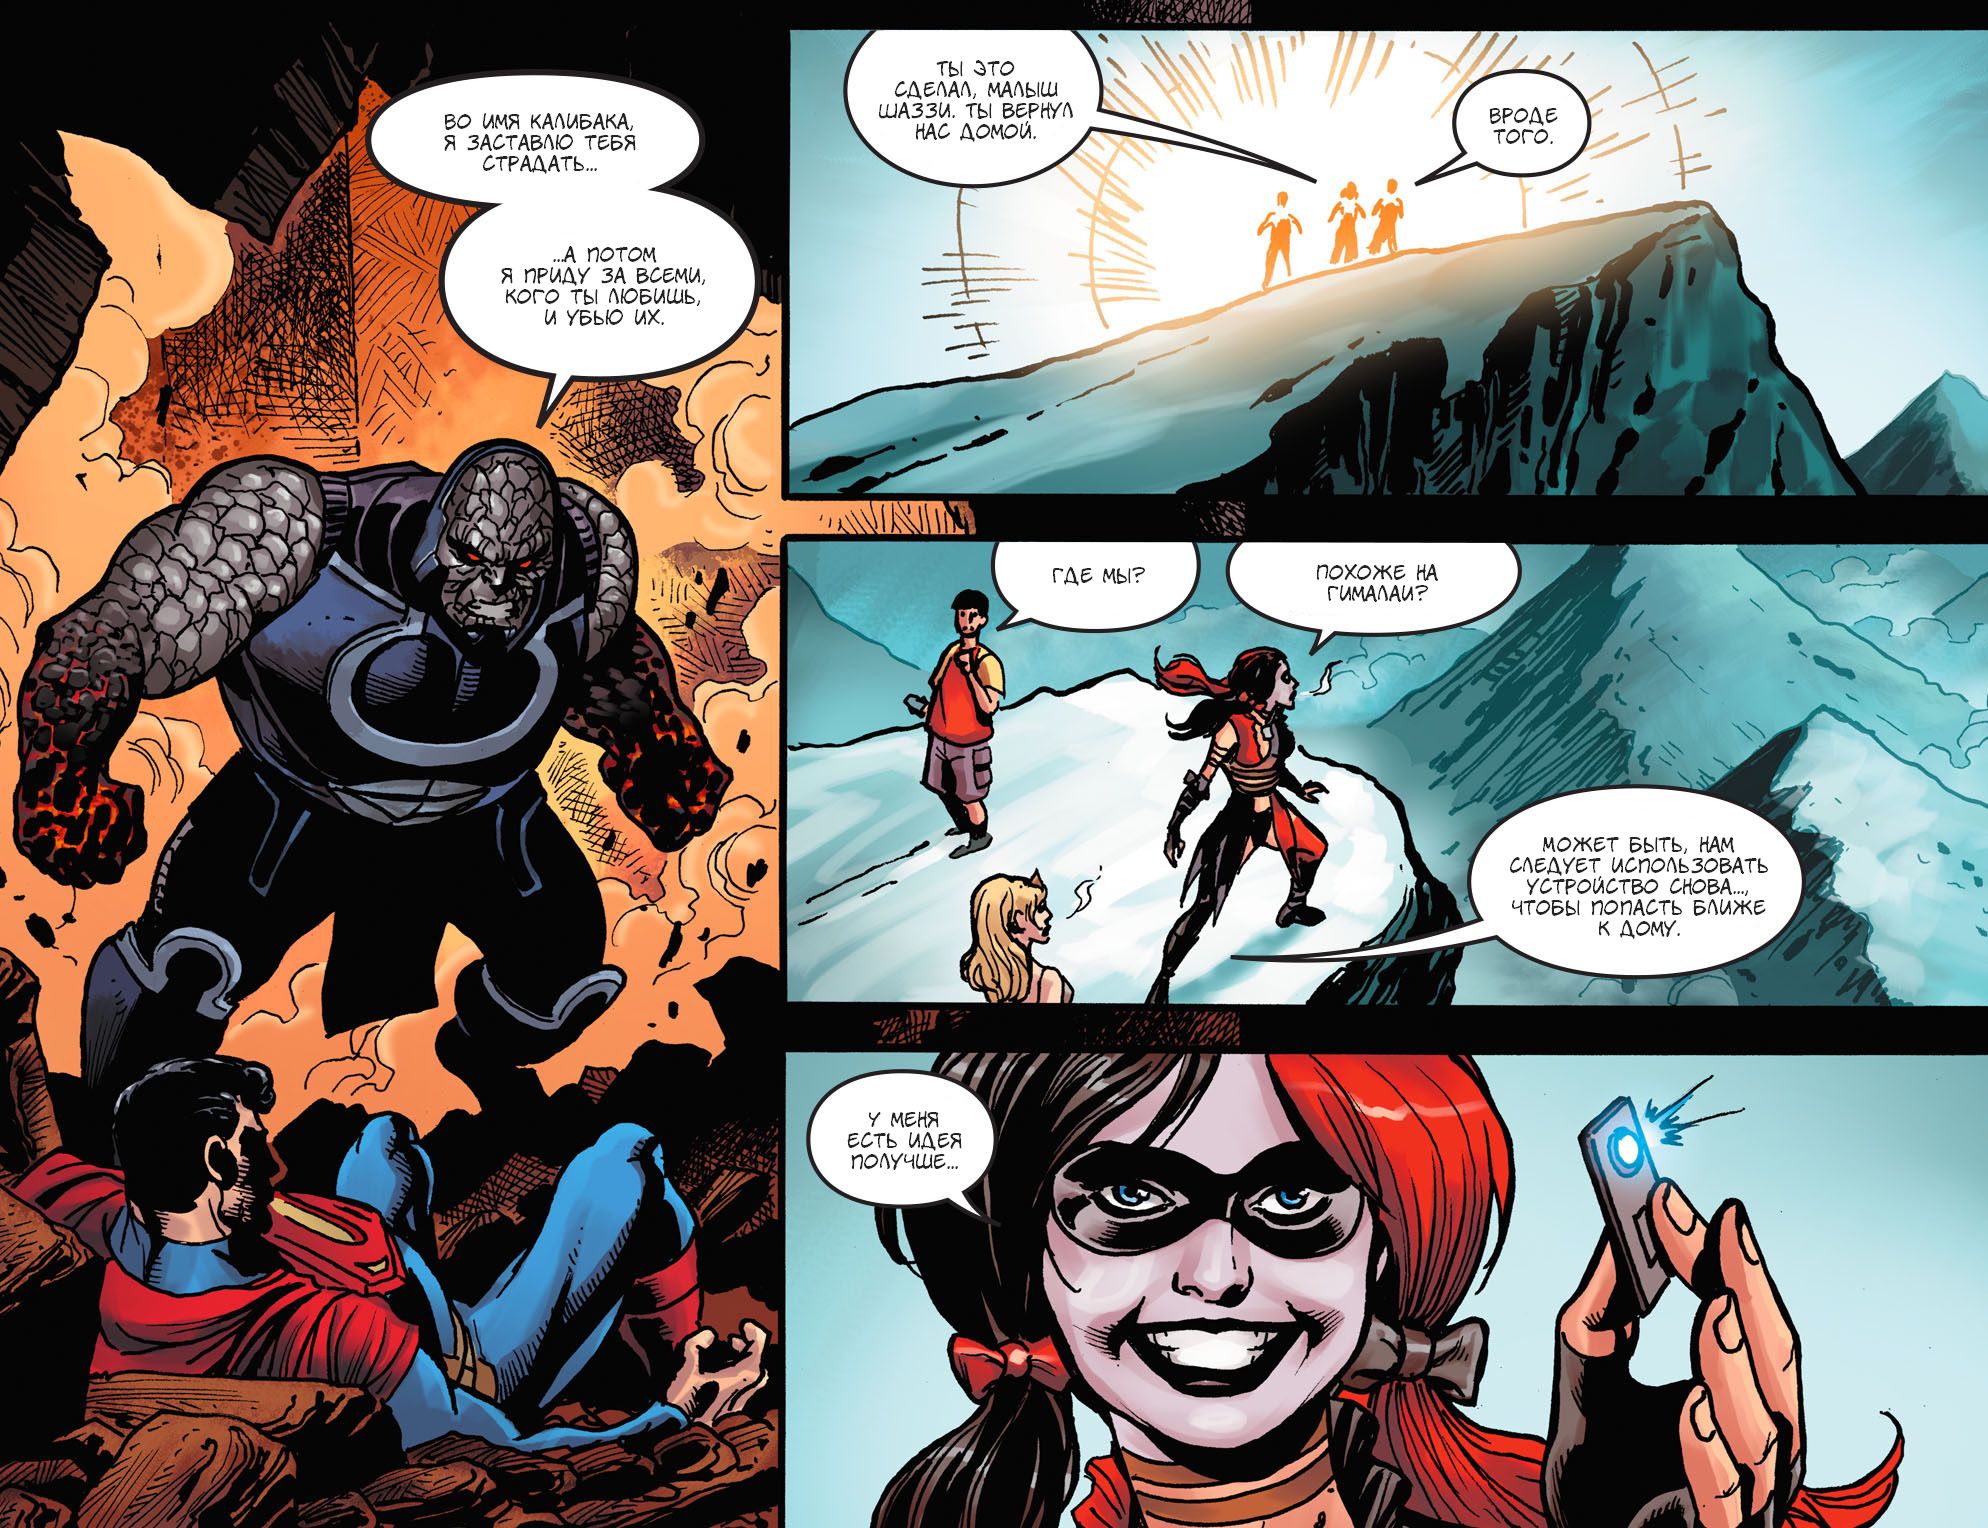 ВО ИМЯ КАЛИБАКА,
Я ЗАСТАВЛЮ ТЕБЯ
СТРАДАТЬ...
...А ПОТОМ
Я ПРИДУ ЗА ВСЕМИ,
КОГО ТЫ ЛЮБИШЬ,
И УБЬЮ ИХ.
ТЫ ЭТО
СДЕЛАЛ, МАЛЫШ
ШАЗЗИ. ТЫ ВЕРНУЛ
НАС ДОМОЙ.
ВРОДЕ
ТОГО.
ГДЕ МЫ?
ПОХОЖЕ НА
ГИМАЛАИ?
МОЖЕТ БЫТЬ, НАМ
СЛЕДУЕТ ИСПОЛЬЗОВАТЬ
УСТРОЙСТВО СНОВА...,
ЧТОБЫ ПОПАСТЬ БЛИЖЕ
К ДОМУ.
У МЕНЯ
ЕСТЬ ИДЕЯ
ПОЛУЧШЕ...